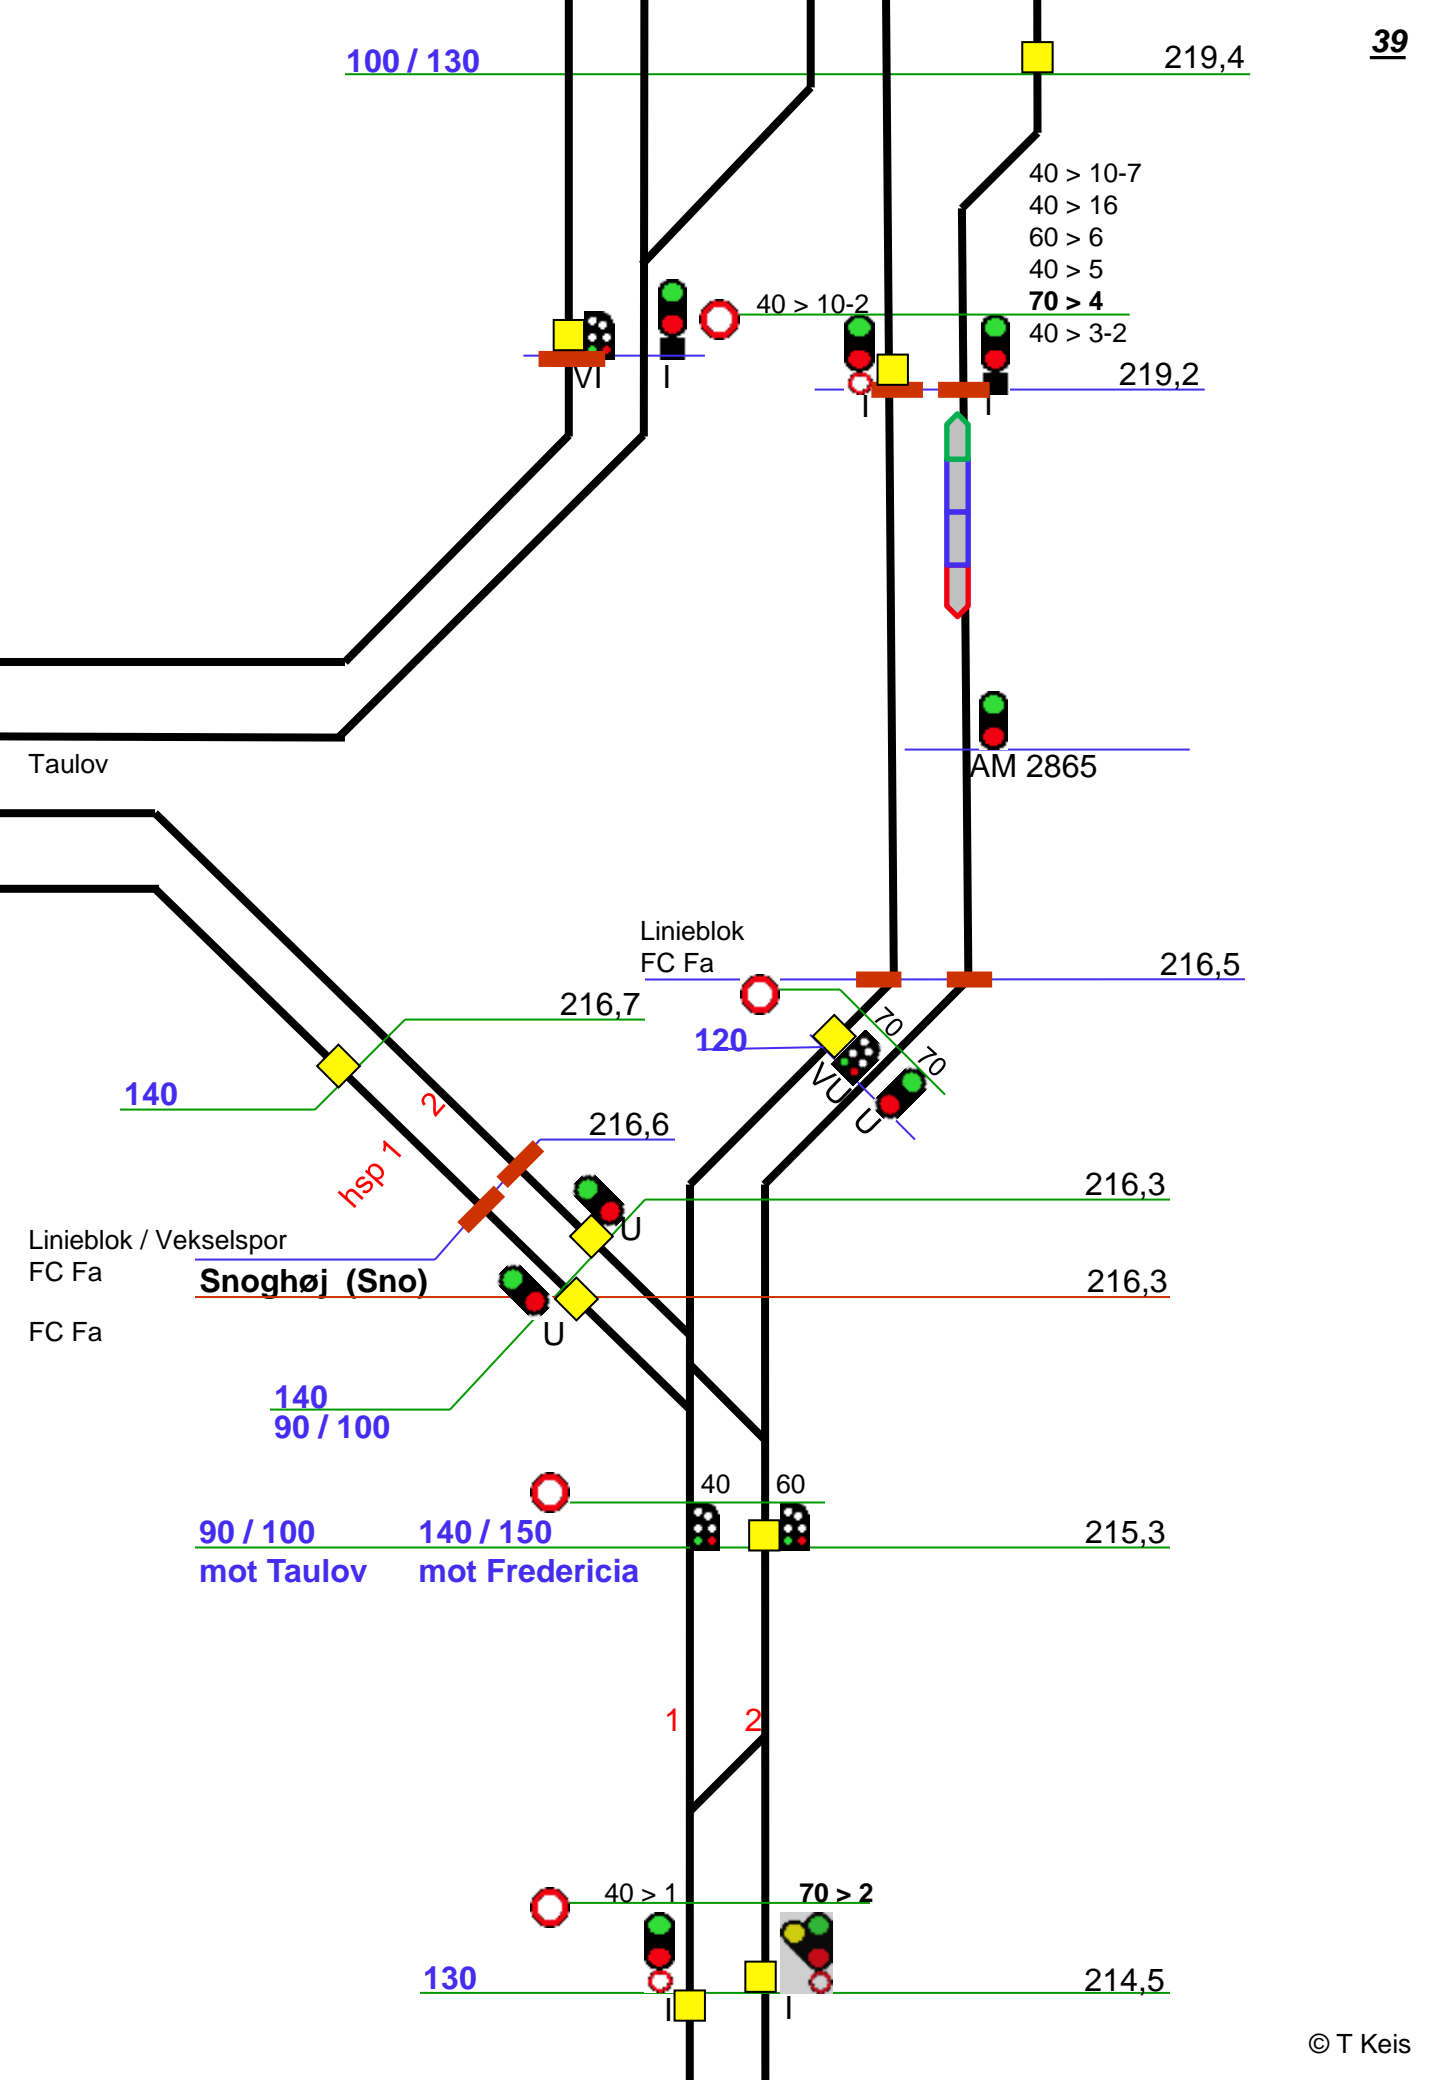 39
100 / 130
219,4
40 > 10-7
40 > 16
60 > 6
40 > 5
70 > 4
40 > 3-2
40 > 10-2
VI
I
I
I
219,2
AM 2865
Taulov
Linieblok
FC Fa
216,5
216,7
120
70
70
VU
U
140
2
hsp 1
216,6
216,3
U
Linieblok / Vekselspor
FC Fa
Snoghøj (Sno)
216,3
FC Fa
U
140
90 / 100
40
60
90 / 100
mot Taulov
140 / 150
mot Fredericia
215,3
1
2
40 > 1
70 > 2
130
214,5
I
I
© T Keis